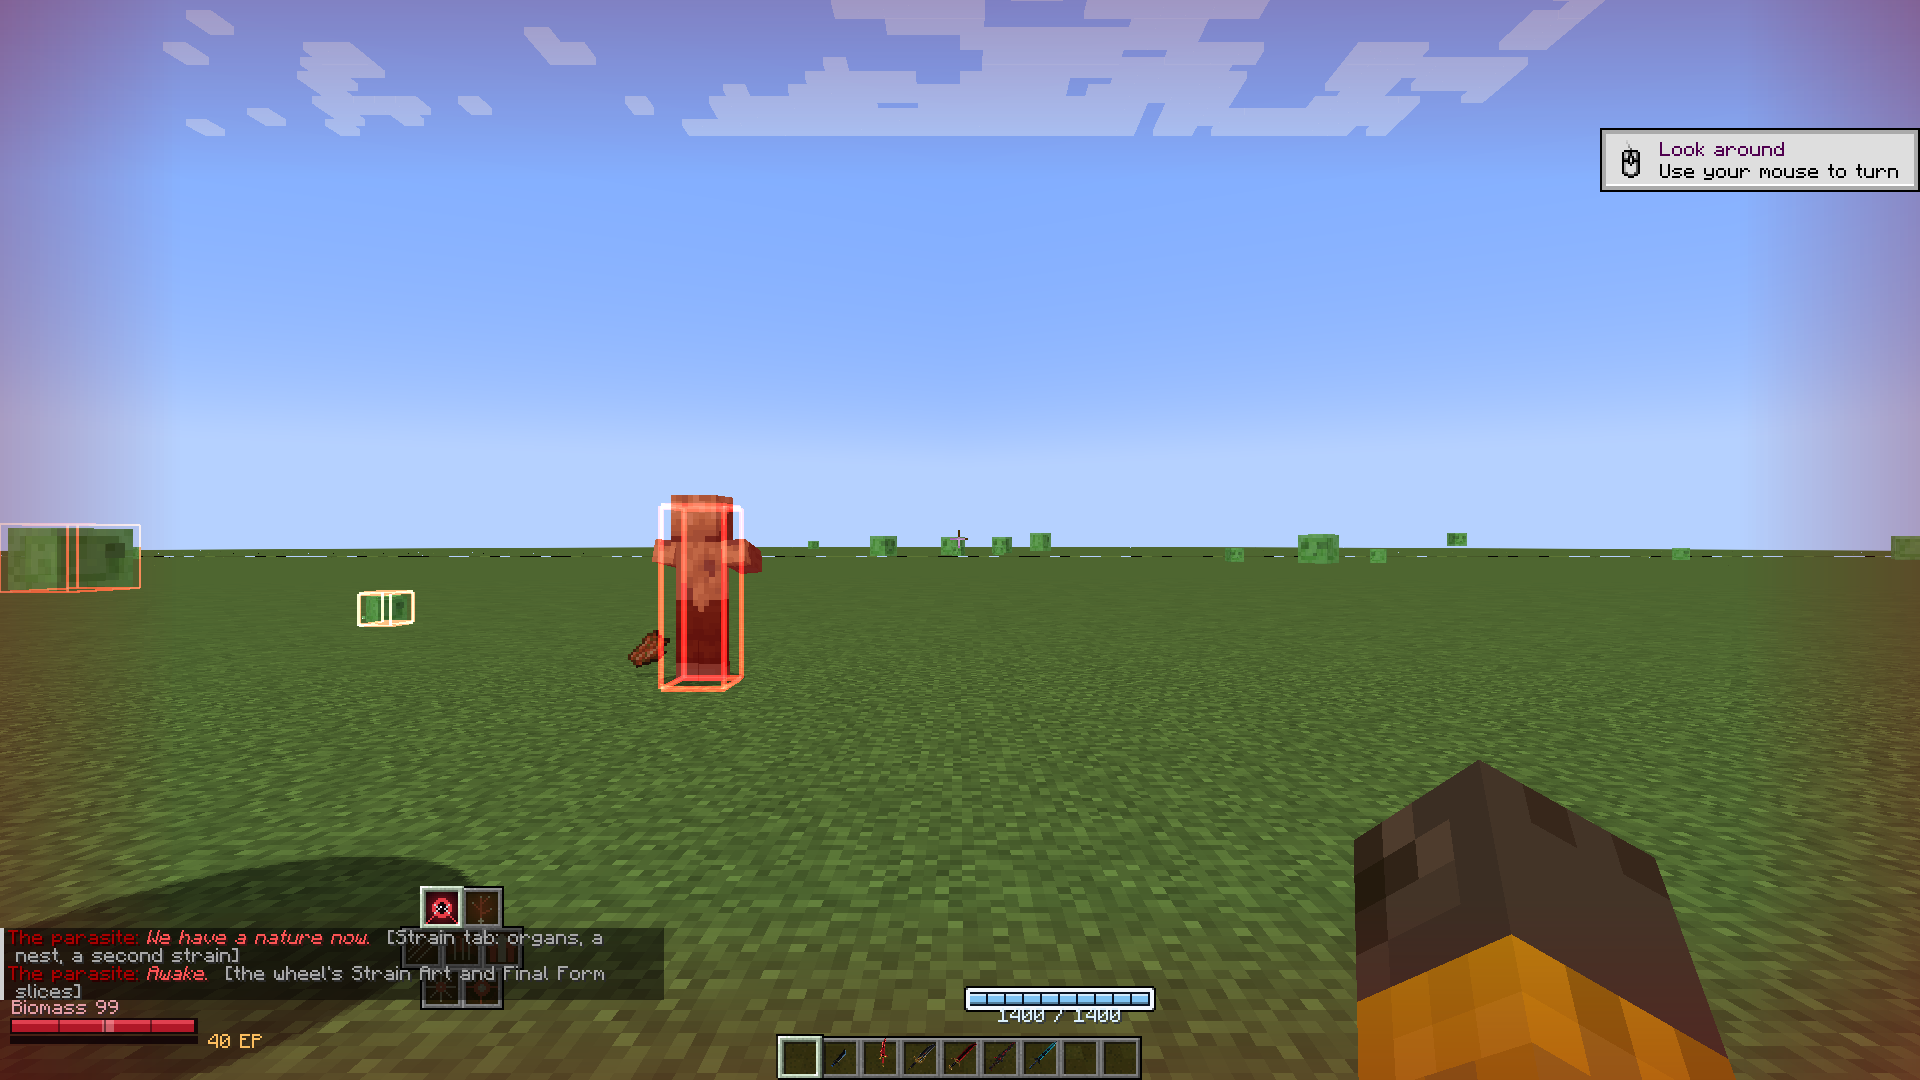 Look around
Use your mouse to turn
The parasite: We have a nature now. [Strain tab: organs, a
nest, a second strain]
The parasite: Awake. [the wheel's Strain Art and Final Form
slices]
Biomass 99
40 EP
1400 / 1400